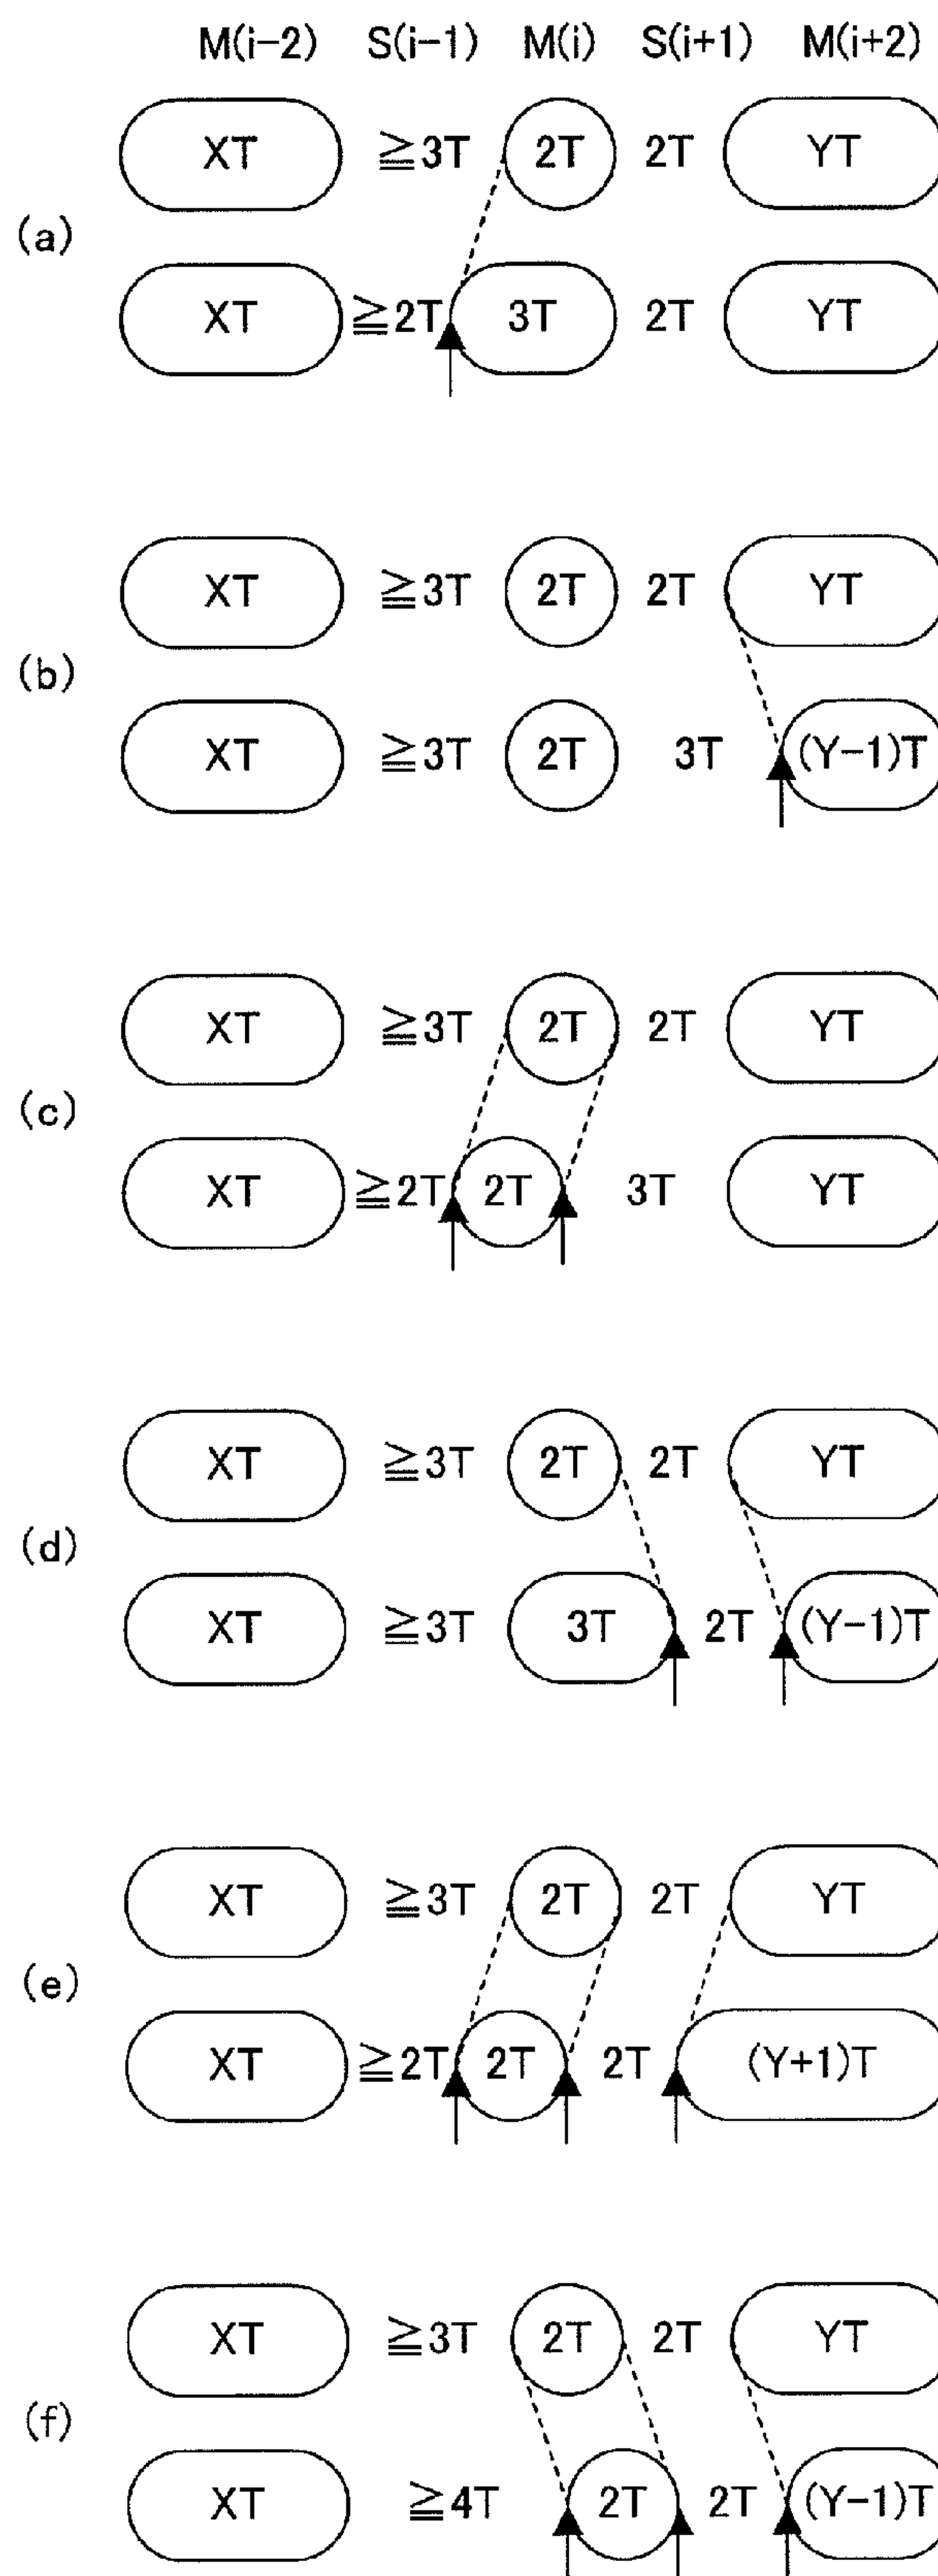 M(i-2) S(i-1) M(i) S(i+1) M(i+2)
XT ≧3T 2T 2T YT
(a)
XT ≧2T 3T 2T YT
XT ≧3T 2T 2T YT
(b)
XT ≧3T 2T 3T (Y-1)T
XT ≧3T 2T 2T YT
(c)
XT ≧2T 2T 3T YT
XT ≧3T 2T 2T YT
(d)
XT ≧3T 3T 2T (Y-1)T
XT ≧3T 2T 2T YT
(e)
XT ≧2T 2T 2T (Y+1)T
XT ≧3T 2T 2T YT
(f)
XT ≧4T 2T 2T (Y-1)T